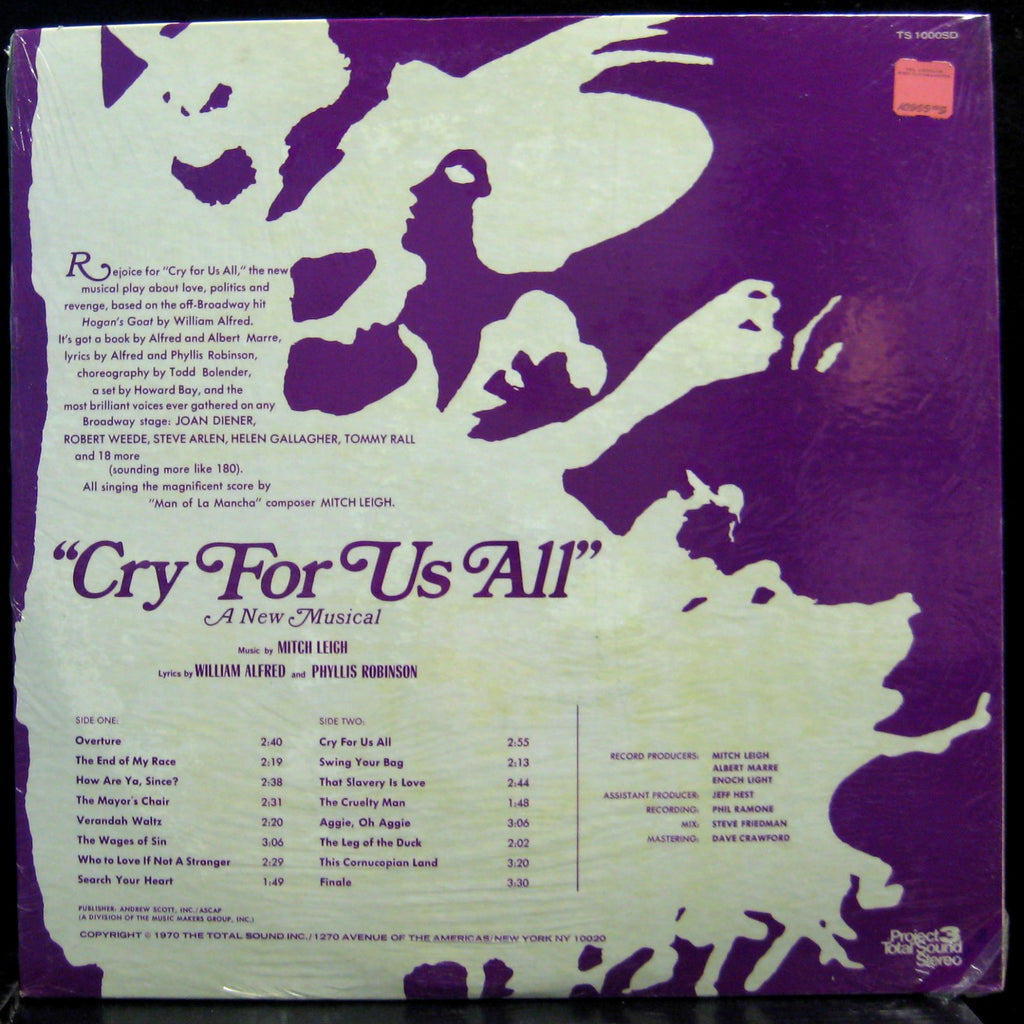 TS 1000SD
Rejoice for "Cry for Us All," the new
musical play about love, politics and
revenge, based on the off-Broadway hit
Hogan's Goat by William Alfred.
It's got a book by Alfred and Albert Marre,
lyrics by Alfred and Phyllis Robinson,
choreography by Todd Bolender,
a set by Howard Bay, and the
most brilliant voices ever gathered on any
Broadway stage: JOAN DIENER,
ROBERT WEEDE, STEVE ARLEN, HELEN GALLAGHER, TOMMY RALL
and 18 more
(sounding more like 180).
All singing the magnificent score by
"Man of La Mancha" composer MITCH LEIGH.
"Cry For Us All"
A New Musical
Music by MITCH LEIGH
Lyrics by WILLIAM ALFRED and PHYLLIS ROBINSON
SIDE ONE:
Overture 2:40
The End of My Race 2:19
How Are Ya, Since? 2:38
The Mayor's Chair 2:31
Verandah Waltz 2:20
The Wages of Sin 3:06
Who to Love If Not A Stranger 2:29
Search Your Heart 1:49
SIDE TWO:
Cry For Us All 2:55
Swing Your Bag 2:13
That Slavery Is Love 2:44
The Cruelty Man 1:48
Aggie, Oh Aggie 3:06
The Leg of the Duck 2:02
This Cornucopian Land 3:20
Finale 3:30
RECORD PRODUCERS: MITCH LEIGH
ALBERT MARRE
ENOCH LIGHT
ASSISTANT PRODUCER: JEFF HEST
RECORDING: PHIL RAMONE
MIX: STEVE FRIEDMAN
MASTERING: DAVE CRAWFORD
PUBLISHER: ANDREW SCOTT, INC./ASCAP
(A DIVISION OF THE MUSIC MAKERS GROUP, INC.)
COPYRIGHT © 1970 THE TOTAL SOUND INC./1270 AVENUE OF THE AMERICAS/NEW YORK NY 10020
Project 3
Total Sound
Stereo